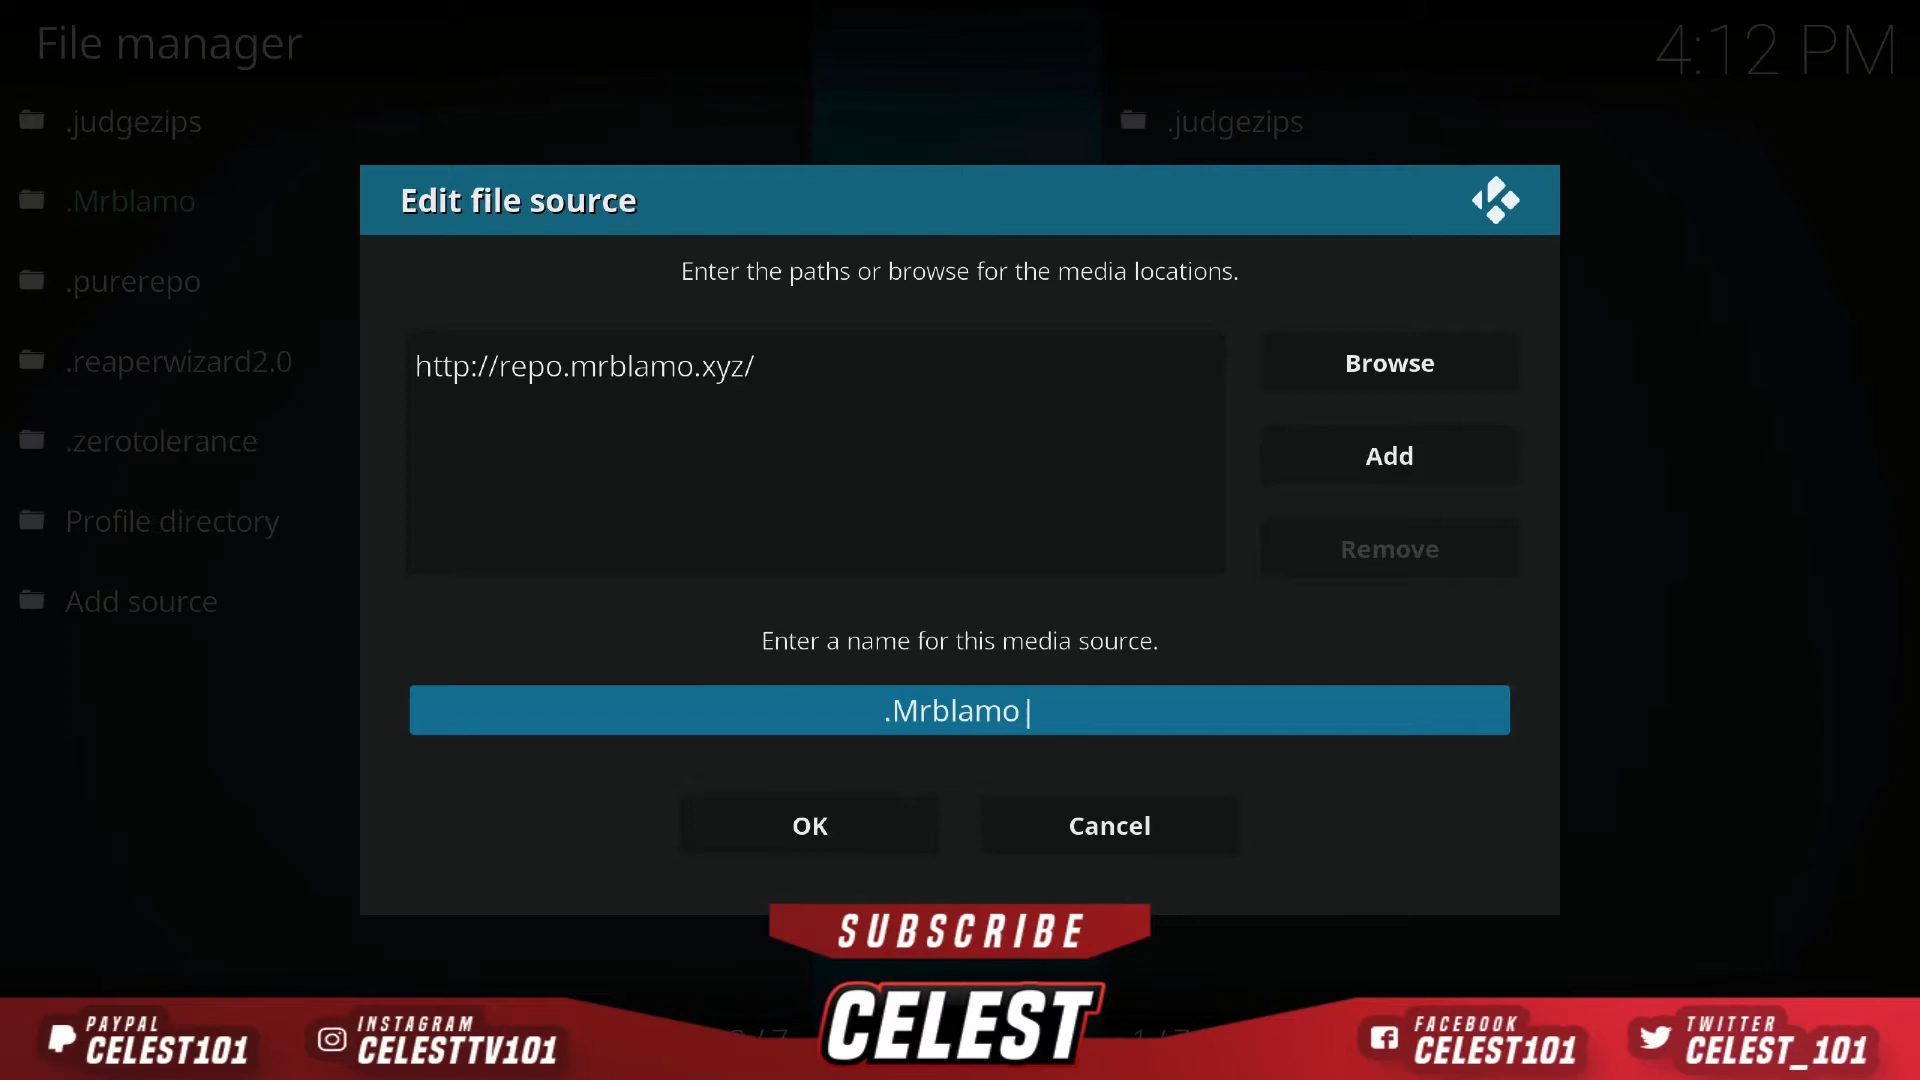 File manager
4:12 PM
.judgezips
.judgezips
.Mrblamo
.purerepo
.reaperwizard2.0
.zerotolerance
Profile directory
Add source
Edit file source
Enter the paths or browse for the media locations.
http://repo.mrblamo.xyz/
Browse
Add
Remove
Enter a name for this media source.
.Mrblamo|
OK
Cancel
SUBSCRIBE
CELEST
PAYPAL
CELEST101
INSTAGRAM
CELESTTV101
FACEBOOK
CELEST101
TWITTER
CELEST_101